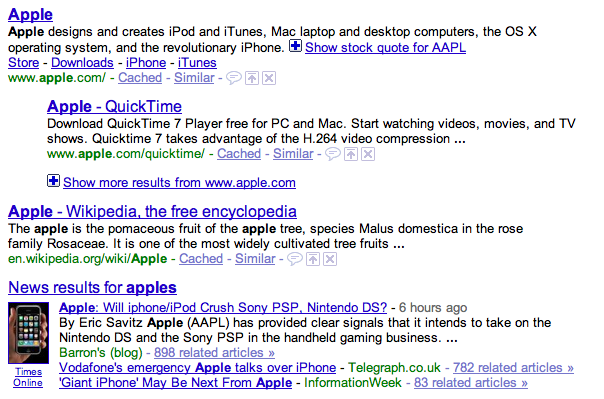 Apple
Apple designs and creates iPod and iTunes, Mac laptop and desktop computers, the OS X
operating system, and the revolutionary iPhone. Show stock quote for AAPL
Store - Downloads - iPhone - iTunes
www.apple.com/ - Cached - Similar -
Apple - QuickTime
Download QuickTime 7 Player free for PC and Mac. Start watching videos, movies, and TV
shows. Quicktime 7 takes advantage of the H.264 video compression ...
www.apple.com/quicktime/ - Cached - Similar -
Show more results from www.apple.com
Apple - Wikipedia, the free encyclopedia
The apple is the pomaceous fruit of the apple tree, species Malus domestica in the rose
family Rosaceae. It is one of the most widely cultivated tree fruits ...
en.wikipedia.org/wiki/Apple - Cached - Similar -
News results for apples
Apple: Will iphone/iPod Crush Sony PSP, Nintendo DS? - 6 hours ago
By Eric Savitz Apple (AAPL) has provided clear signals that it intends to take on the
Nintendo DS and the Sony PSP in the handheld gaming business. ...
Barron's (blog) - 898 related articles »
Times
Online
Vodafone's emergency Apple talks over iPhone - Telegraph.co.uk - 782 related articles »
'Giant iPhone' May Be Next From Apple - InformationWeek - 83 related articles »